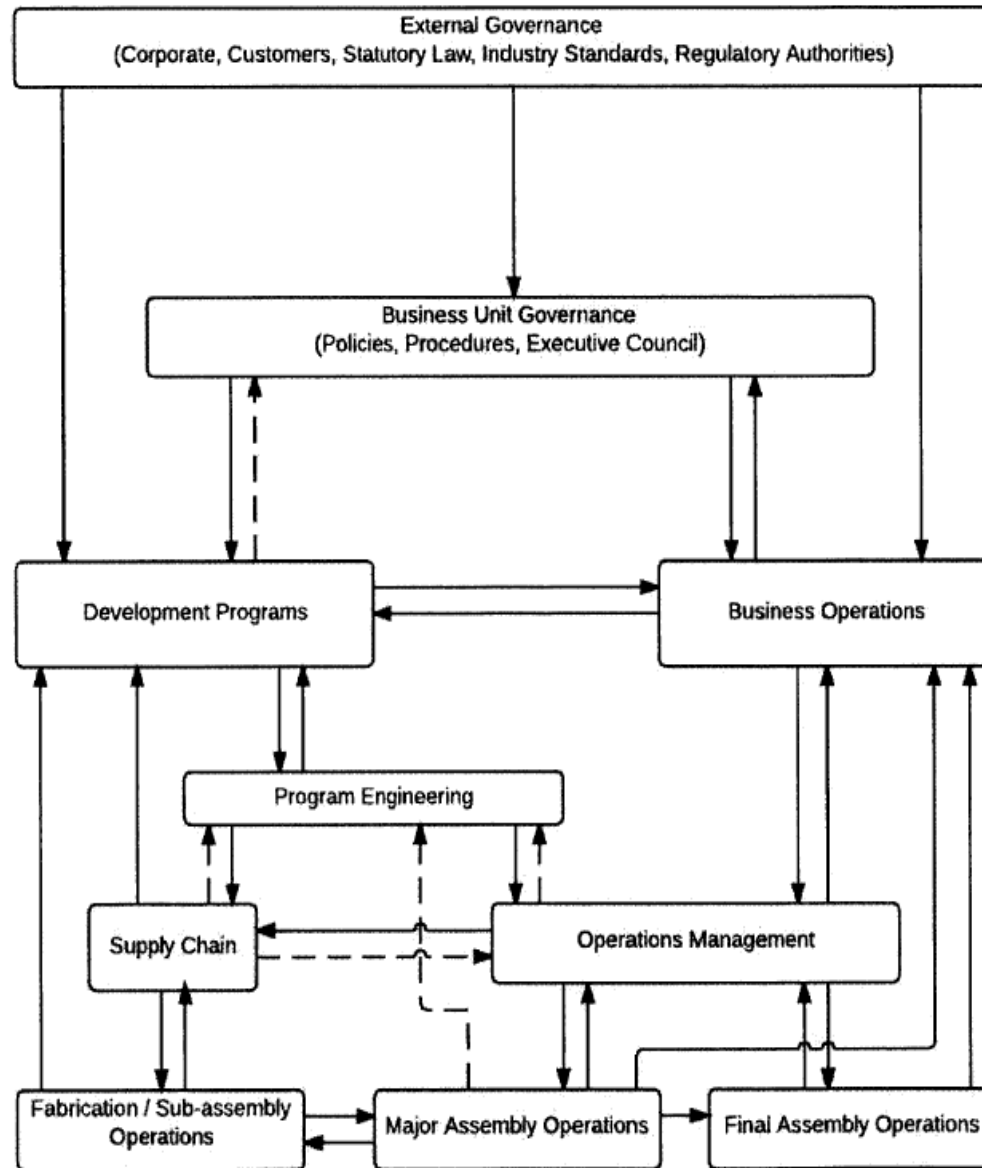 External Governance
(Corporate, Customers, Statutory Law, Industry Standards, Regulatory Authorities)
Business Unit Governance
(Policies, Procedures, Executive Council)
Development Programs
Business Operations
Program Engineering
Supply Chain
Operations Management
Fabrication / Sub-assembly
Operations
Major Assembly Operations
Final Assembly Operations